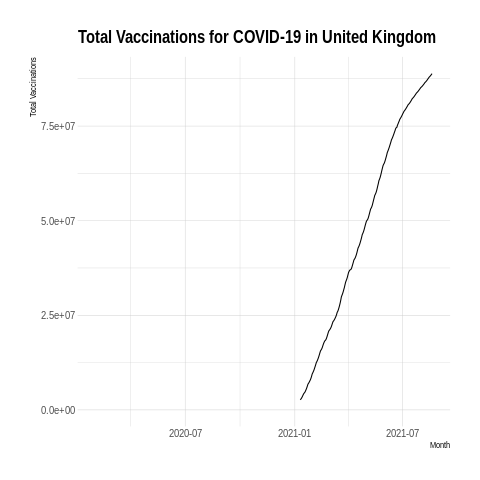 Total Vaccinations for COVID-19 in United Kingdom
Total Vaccinations
7.5e+07
5.0e+07
2.5e+07
0.0e+00
2020-07
2021-01
2021-07
Month